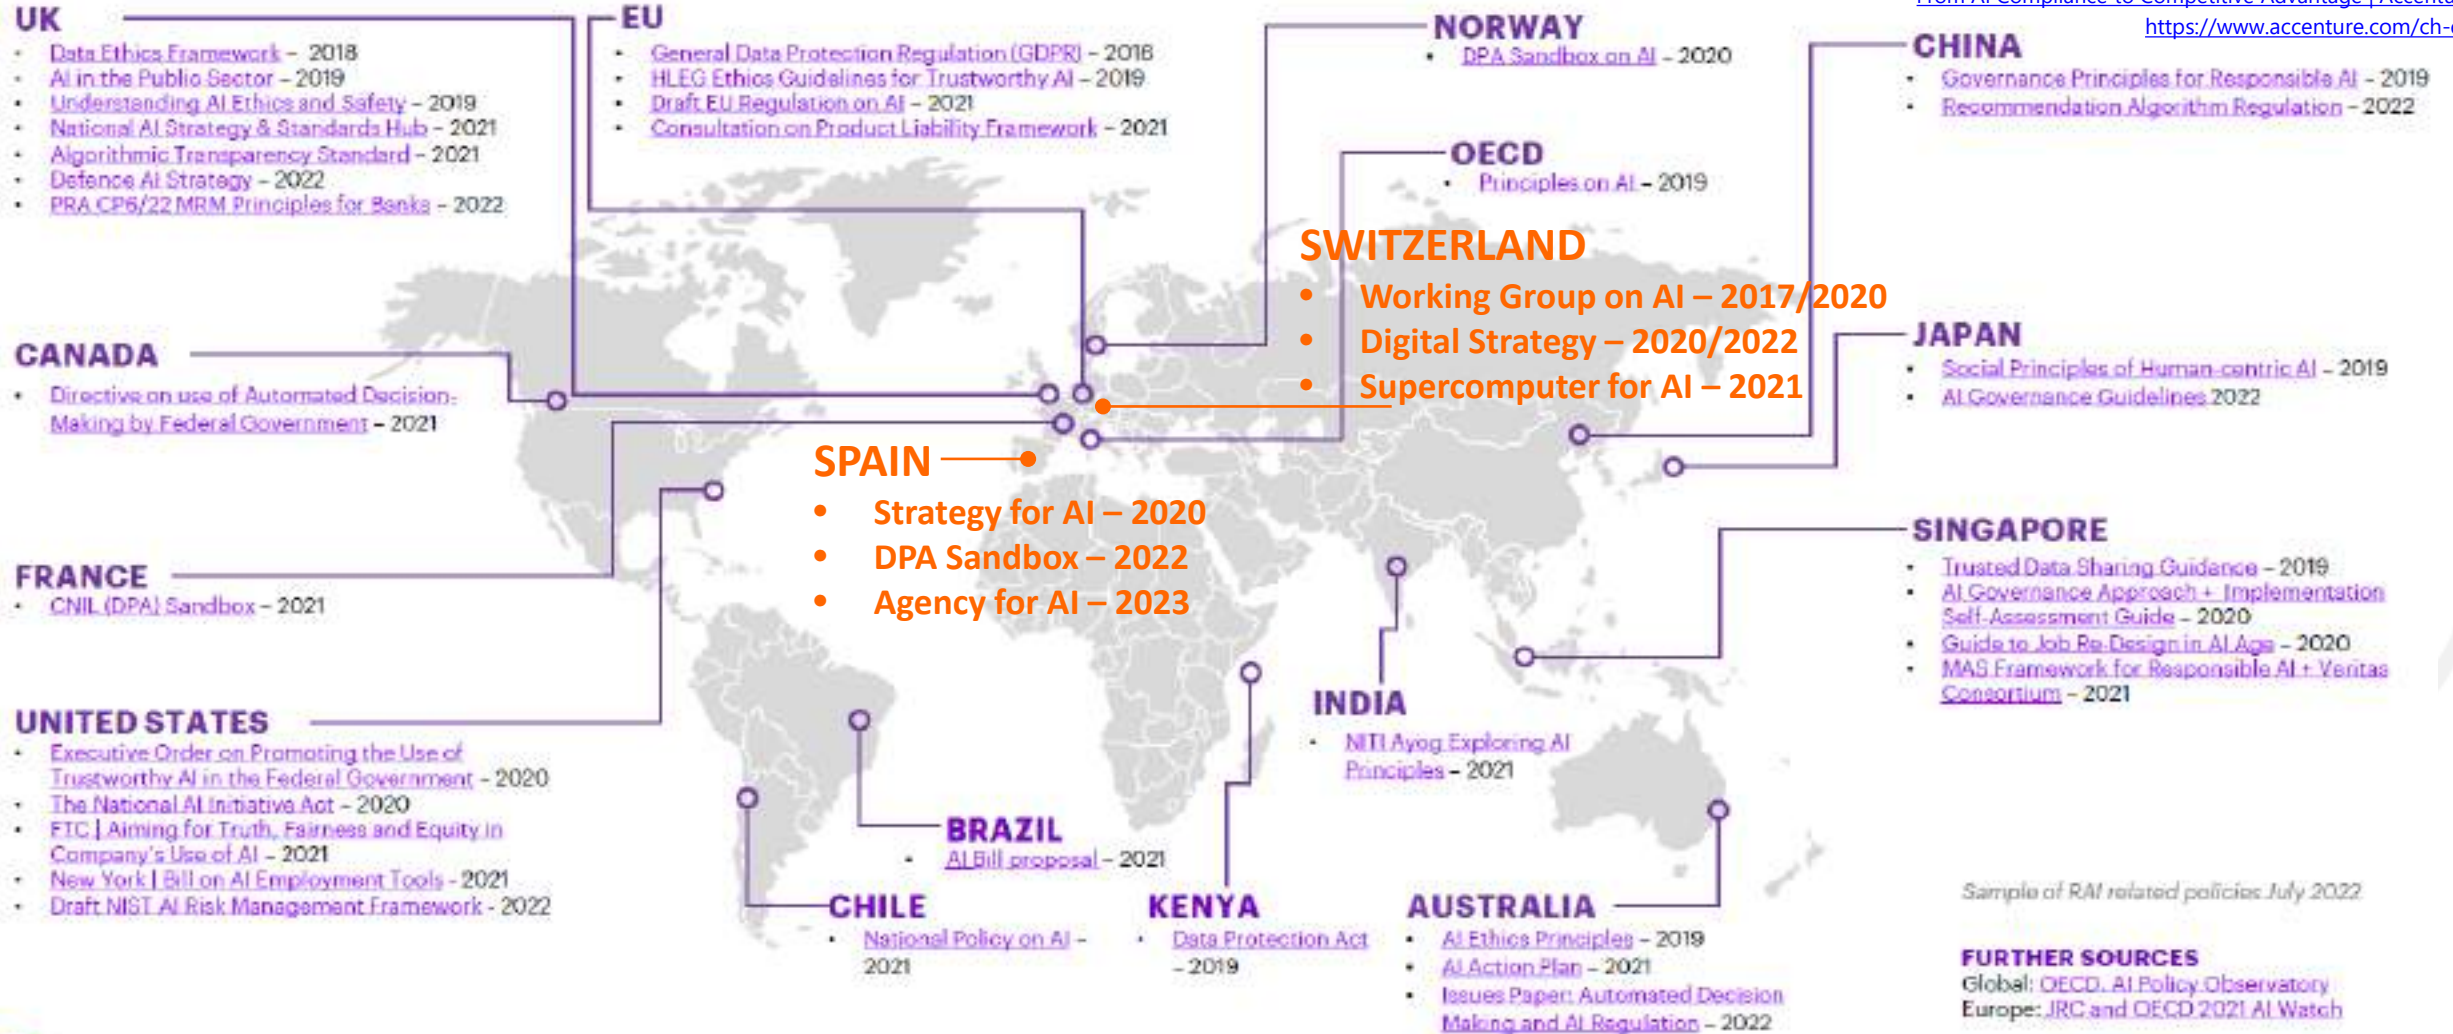 From AI Compliance to Competitive Advantage | Accentu
https://www.accenture.com/ch-
UK
• Data Ethics Framework – 2018
• AI in the Public Sector – 2019
• Understanding AI Ethics and Safety – 2019
• National AI Strategy & Standards Hub – 2021
• Algorithmic Transparency Standard – 2021
• Defence AI Strategy – 2022
• PRA CP6/22 MRM Principles for Banks – 2022
EU
• General Data Protection Regulation (GDPR) – 2016
• HLEG Ethics Guidelines for Trustworthy AI – 2019
• Draft EU Regulation on AI – 2021
• Consultation on Product Liability Framework – 2021
NORWAY
• DPA Sandbox on AI – 2020
CHINA
• Governance Principles for Responsible AI – 2019
• Recommendation Algorithm Regulation – 2022
OECD
• Principles on AI – 2019
SWITZERLAND
• Working Group on AI – 2017/2020
• Digital Strategy – 2020/2022
• Supercomputer for AI – 2021
CANADA
• Directive on use of Automated Decision-
Making by Federal Government – 2021
JAPAN
• Social Principles of Human-centric AI – 2019
• AI Governance Guidelines 2022
SPAIN
• Strategy for AI – 2020
• DPA Sandbox – 2022
• Agency for AI – 2023
FRANCE
• CNIL (DPA) Sandbox – 2021
SINGAPORE
• Trusted Data Sharing Guidance – 2019
• AI Governance Approach + Implementation
Self-Assessment Guide – 2020
• Guide to Job Re-Design in AI Age – 2020
• MAS Framework for Responsible AI + Veritas
Consortium – 2021
UNITED STATES
• Executive Order on Promoting the Use of
Trustworthy AI in the Federal Government – 2020
• The National AI Initiative Act – 2020
• FTC | Aiming for Truth, Fairness and Equity in
Company's Use of AI – 2021
• New York | Bill on AI Employment Tools - 2021
• Draft NIST AI Risk Management Framework - 2022
INDIA
• NITI Ayog Exploring AI
Principles – 2021
BRAZIL
• AI Bill proposal – 2021
CHILE
• National Policy on AI –
2021
KENYA
• Data Protection Act
– 2019
AUSTRALIA
• AI Ethics Principles – 2019
• AI Action Plan – 2021
• Issues Paper: Automated Decision
Making and AI Regulation – 2022
Sample of RAI related policies July 2022
FURTHER SOURCES
Global: OECD. AI Policy Observatory
Europe: JRC and OECD 2021 AI Watch